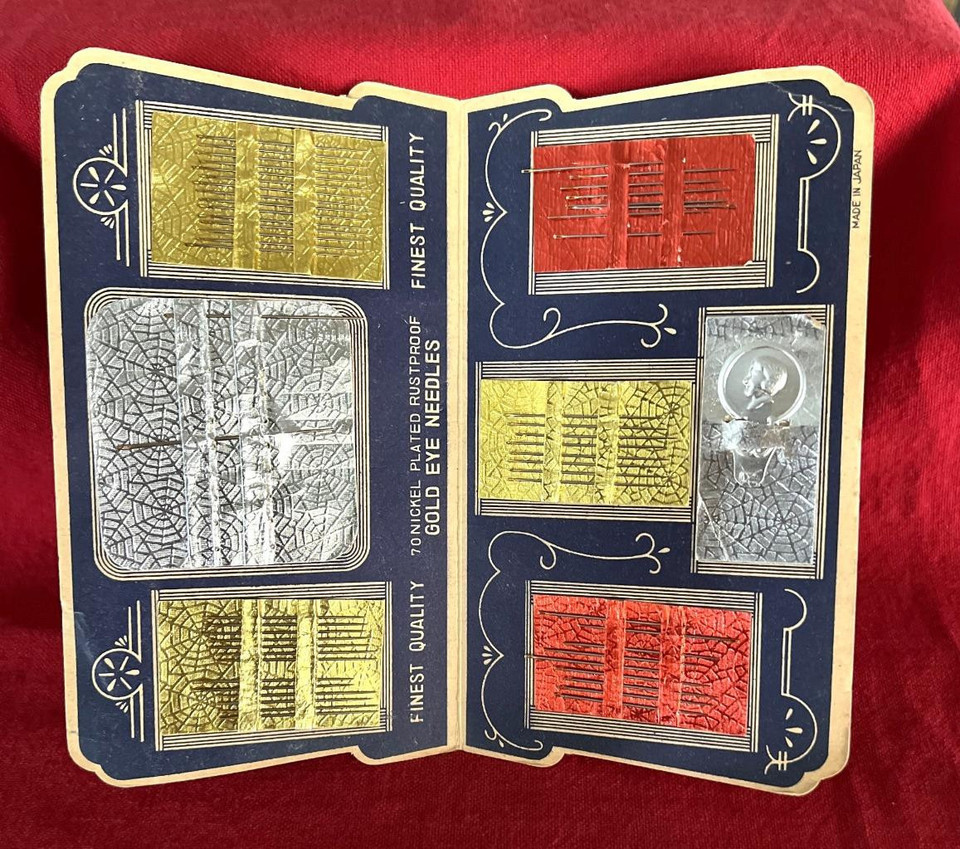 FINEST QUALITY
70 NICKEL PLATED RUSTPROOF
GOLD EYE NEEDLES
FINEST QUALITY
MADE IN JAPAN